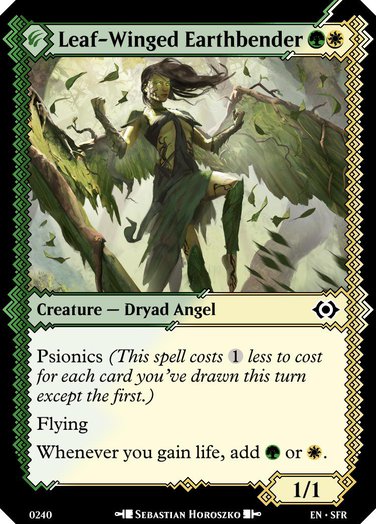 Leaf-Winged Earthbender
Creature — Dryad Angel
Psionics (This spell costs 1 less to cost
for each card you've drawn this turn
except the first.)
Flying
Whenever you gain life, add or .
1/1
0240
Sebastian Horoszko
EN • SFR